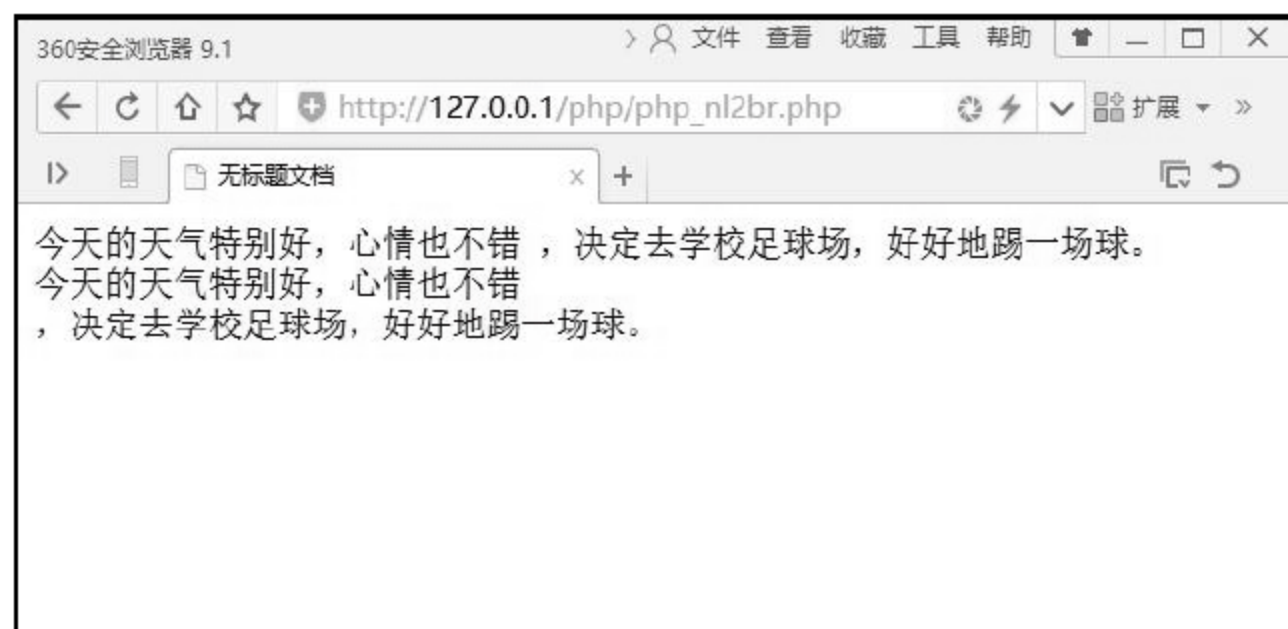 360安全浏览器 9.1 文件 查看 收藏 工具 帮助
http://127.0.0.1/php/php_nl2br.php 扩展
无标题文档
今天的天气特别好，心情也不错 ，决定去学校足球场，好好地踢一场球。
今天的天气特别好，心情也不错
，决定去学校足球场，好好地踢一场球。